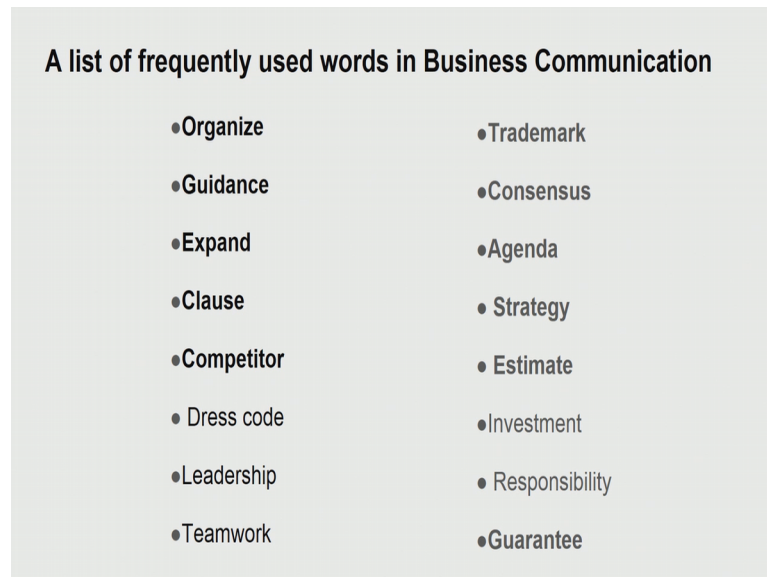 A list of frequently used words in Business Communication
●Organize
●Guidance
●Expand
●Clause
●Competitor
● Dress code
●Leadership
●Teamwork
●Trademark
●Consensus
●Agenda
● Strategy
● Estimate
●Investment
● Responsibility
●Guarantee